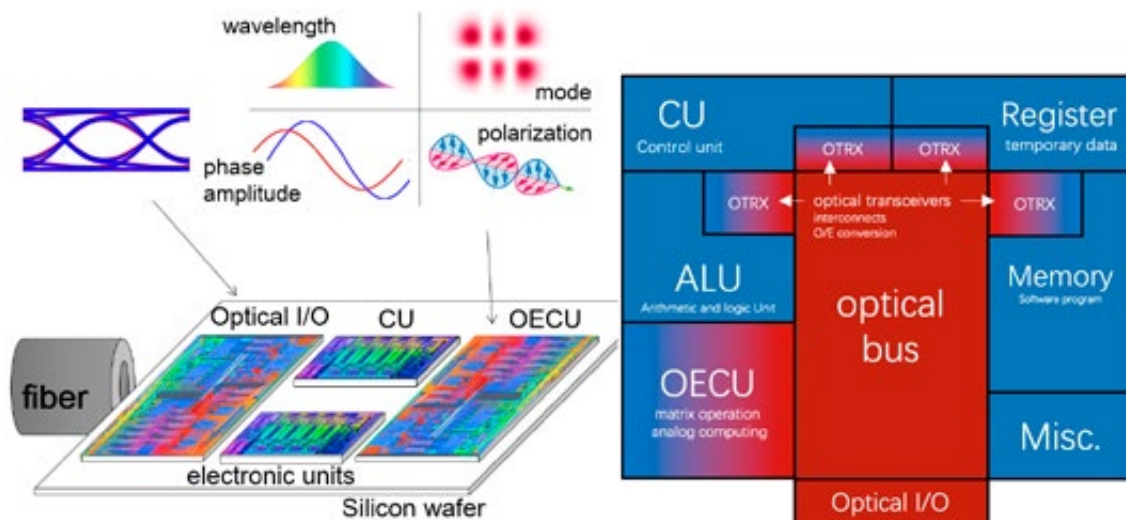 wavelength
mode
phase
amplitude
polarization
Optical I/O
CU
OECU
fiber
electronic units
Silicon wafer
CU
Control unit
Register
temporary data
OTRX
OTRX
OTRX
optical transceivers
interconnects
O/E conversion
OTRX
ALU
Arithmetic and logic Unit
optical
bus
Memory
Software program
OECU
matrix operation
analog computing
Misc.
Optical I/O